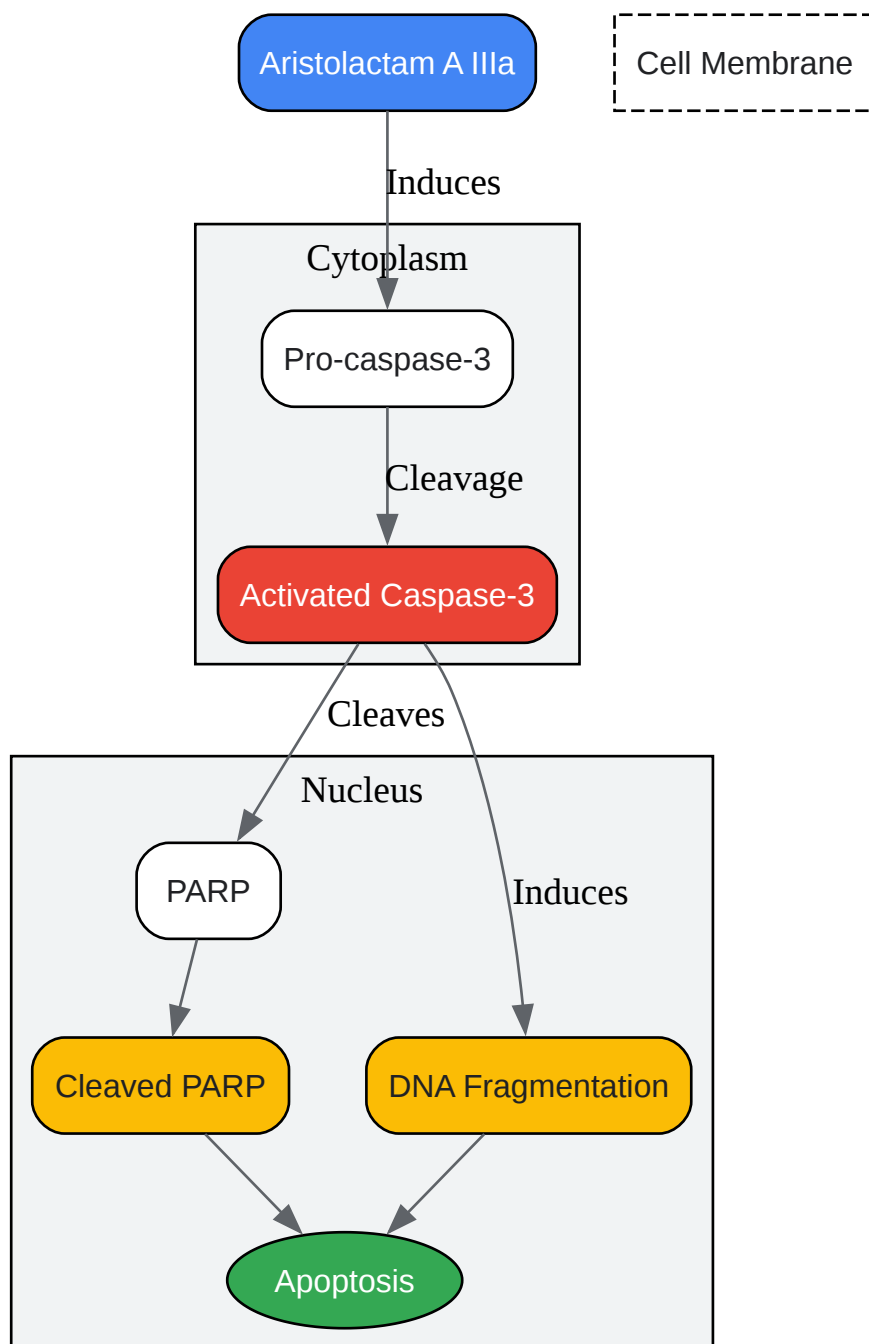 Aristolactam A IIIa
Cell Membrane
Induces
Cytoplasm
Pro-caspase-3
Cleavage
Activated Caspase-3
Cleaves
Nucleus
PARP
Induces
Cleaved PARP
DNA Fragmentation
Apoptosis